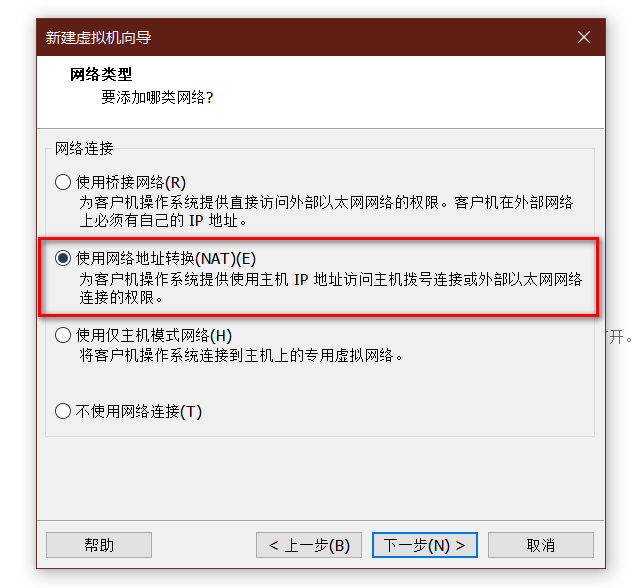 新建虚拟机向导
网络类型
要添加哪类网络?
网络连接
使用桥接网络(R)
为客户机操作系统提供直接访问外部以太网网络的权限。客户机在外部网络
上必须有自己的 IP 地址。
使用网络地址转换(NAT)(E)
为客户机操作系统提供使用主机 IP 地址访问主机拨号连接或外部以太网网络
连接的权限。
使用仅主机模式网络(H)
将客户机操作系统连接到主机上的专用虚拟网络。
开。
不使用网络连接(T)
帮助
< 上一步(B)
下一步(N) >
取消